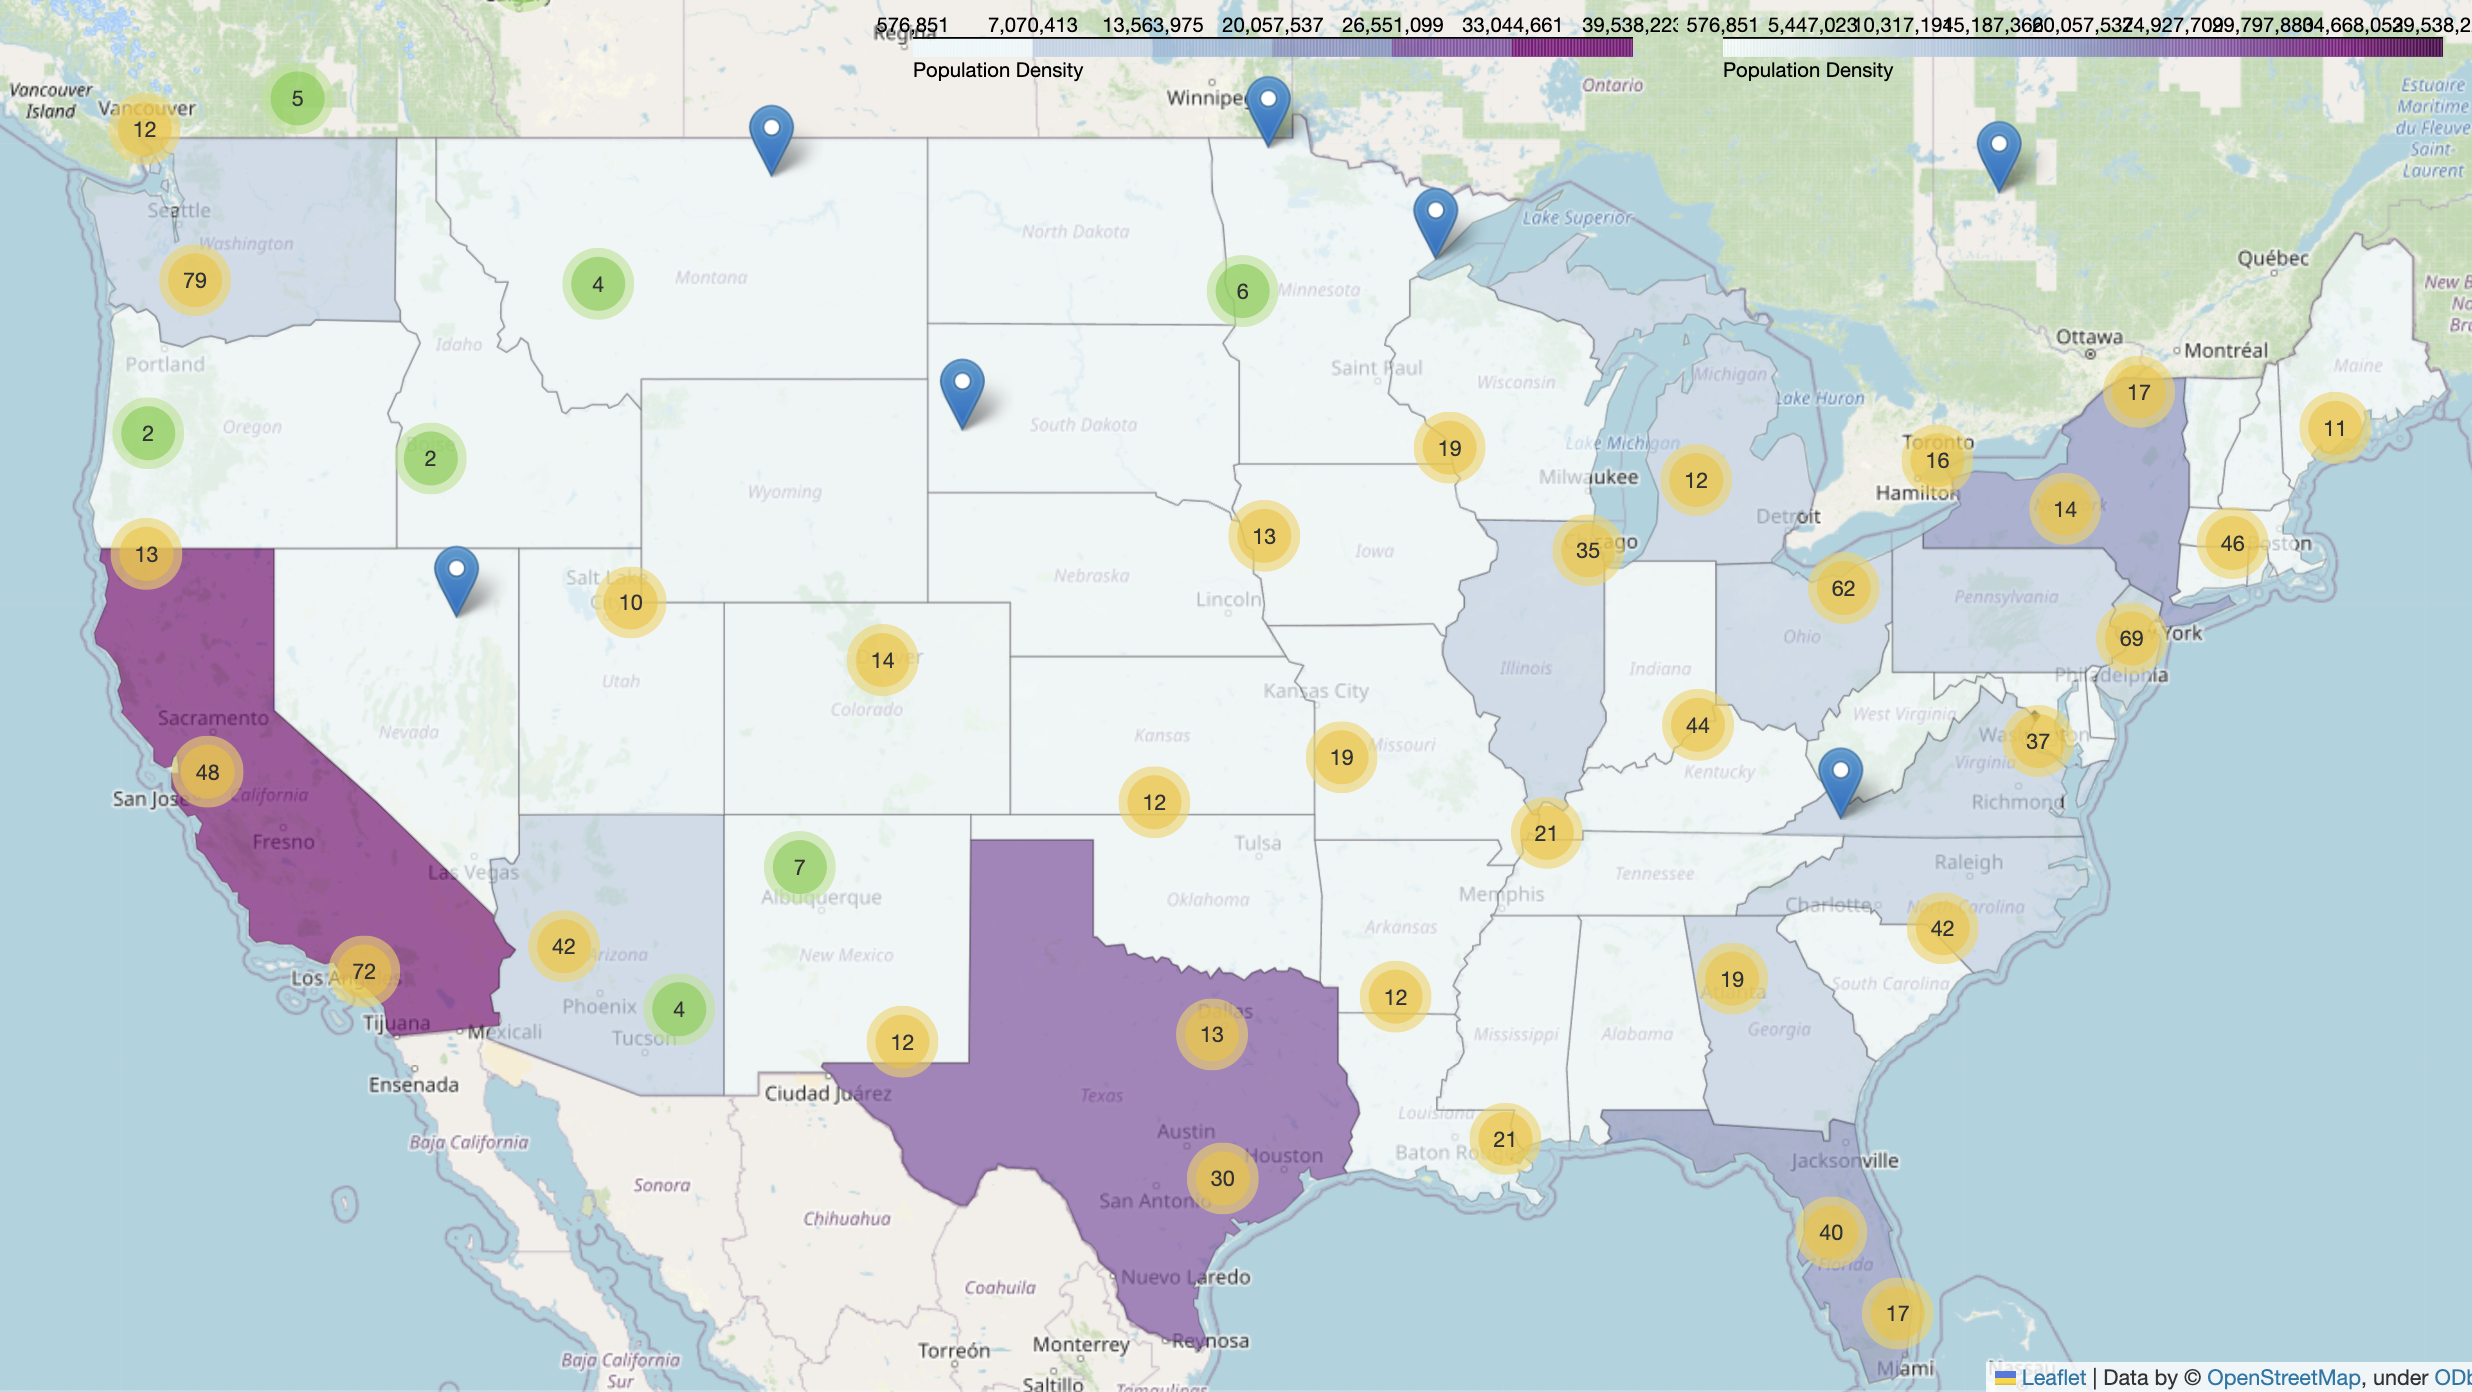 576,851 7,070,413 13,563,975 20,057,537 26,551,099 33,044,661 39,538,223
576,851 5,447,023 10,317,194 15,187,366 20,057,537 24,927,709 29,797,880 34,668,052 39,538,2
Population Density
Population Density
Regina
Vancouver
Island
Vancouver
12
5
Winnipeg
Ontario
Estuaire
Maritime
du Fleuve
Saint-
Laurent
Seattle
Washington
79
4
Montana
North Dakota
6
Minnesota
Lake Superior
Québec
New B
No
Bru
Portland
Idaho
Saint Paul
Wisconsin
Michigan
Lake Huron
Ottawa
Montréal
Maine
17
11
2
Oregon
2
South Dakota
19
Lake Michigan
Milwaukee
12
Toronto
16
Hamilton
Wyoming
Detroit
14
13
13
Iowa
35
46
Boston
Salt Lake
10
Nebraska
Lincoln
62
Pennsylvania
69
York
14
Utah
Colorado
Kansas City
Illinois
Indiana
Ohio
Philadelphia
Sacramento
Nevada
Kansas
Missouri
19
44
West Virginia
Washington
37
48
San Jose
California
12
Kentucky
Virginia
Richmond
Fresno
Las Vegas
7
Albuquerque
Tulsa
21
Oklahoma
Memphis
Tennessee
Raleigh
Charlotte
North Carolina
42
Arizona
New Mexico
Arkansas
42
72
Los Angeles
Phoenix
4
Tucson
12
Dallas
13
12
19
Atlanta
South Carolina
Tijuana
Mexicali
Mississippi
Alabama
Georgia
Ensenada
Ciudad Juárez
Texas
Louisiana
Baja California
Austin
Houston
Baton Rouge
21
Jacksonville
Sonora
30
San Antonio
Chihuahua
40
Florida
Coahuila
Nuevo Laredo
17
Baja California
Sur
Torreón
Monterrey
Reynosa
Saltillo
Tamaulipas
Miami
Nassau
Leaflet | Data by © OpenStreetMap, under ODb